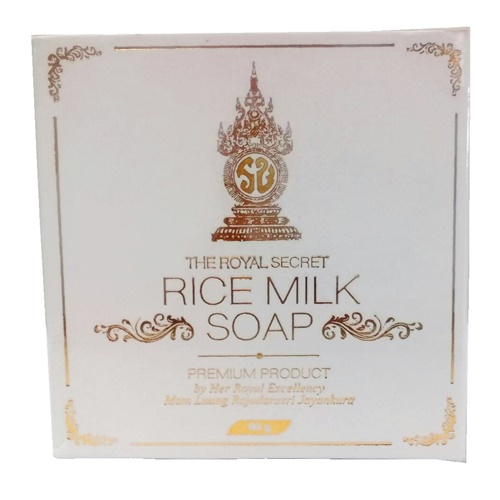 THE ROYAL SECRET
RICE MILK
SOAP
PREMIUM PRODUCT
by Her Royal Excellency
Mom Luang Rajadarasri Jayankura